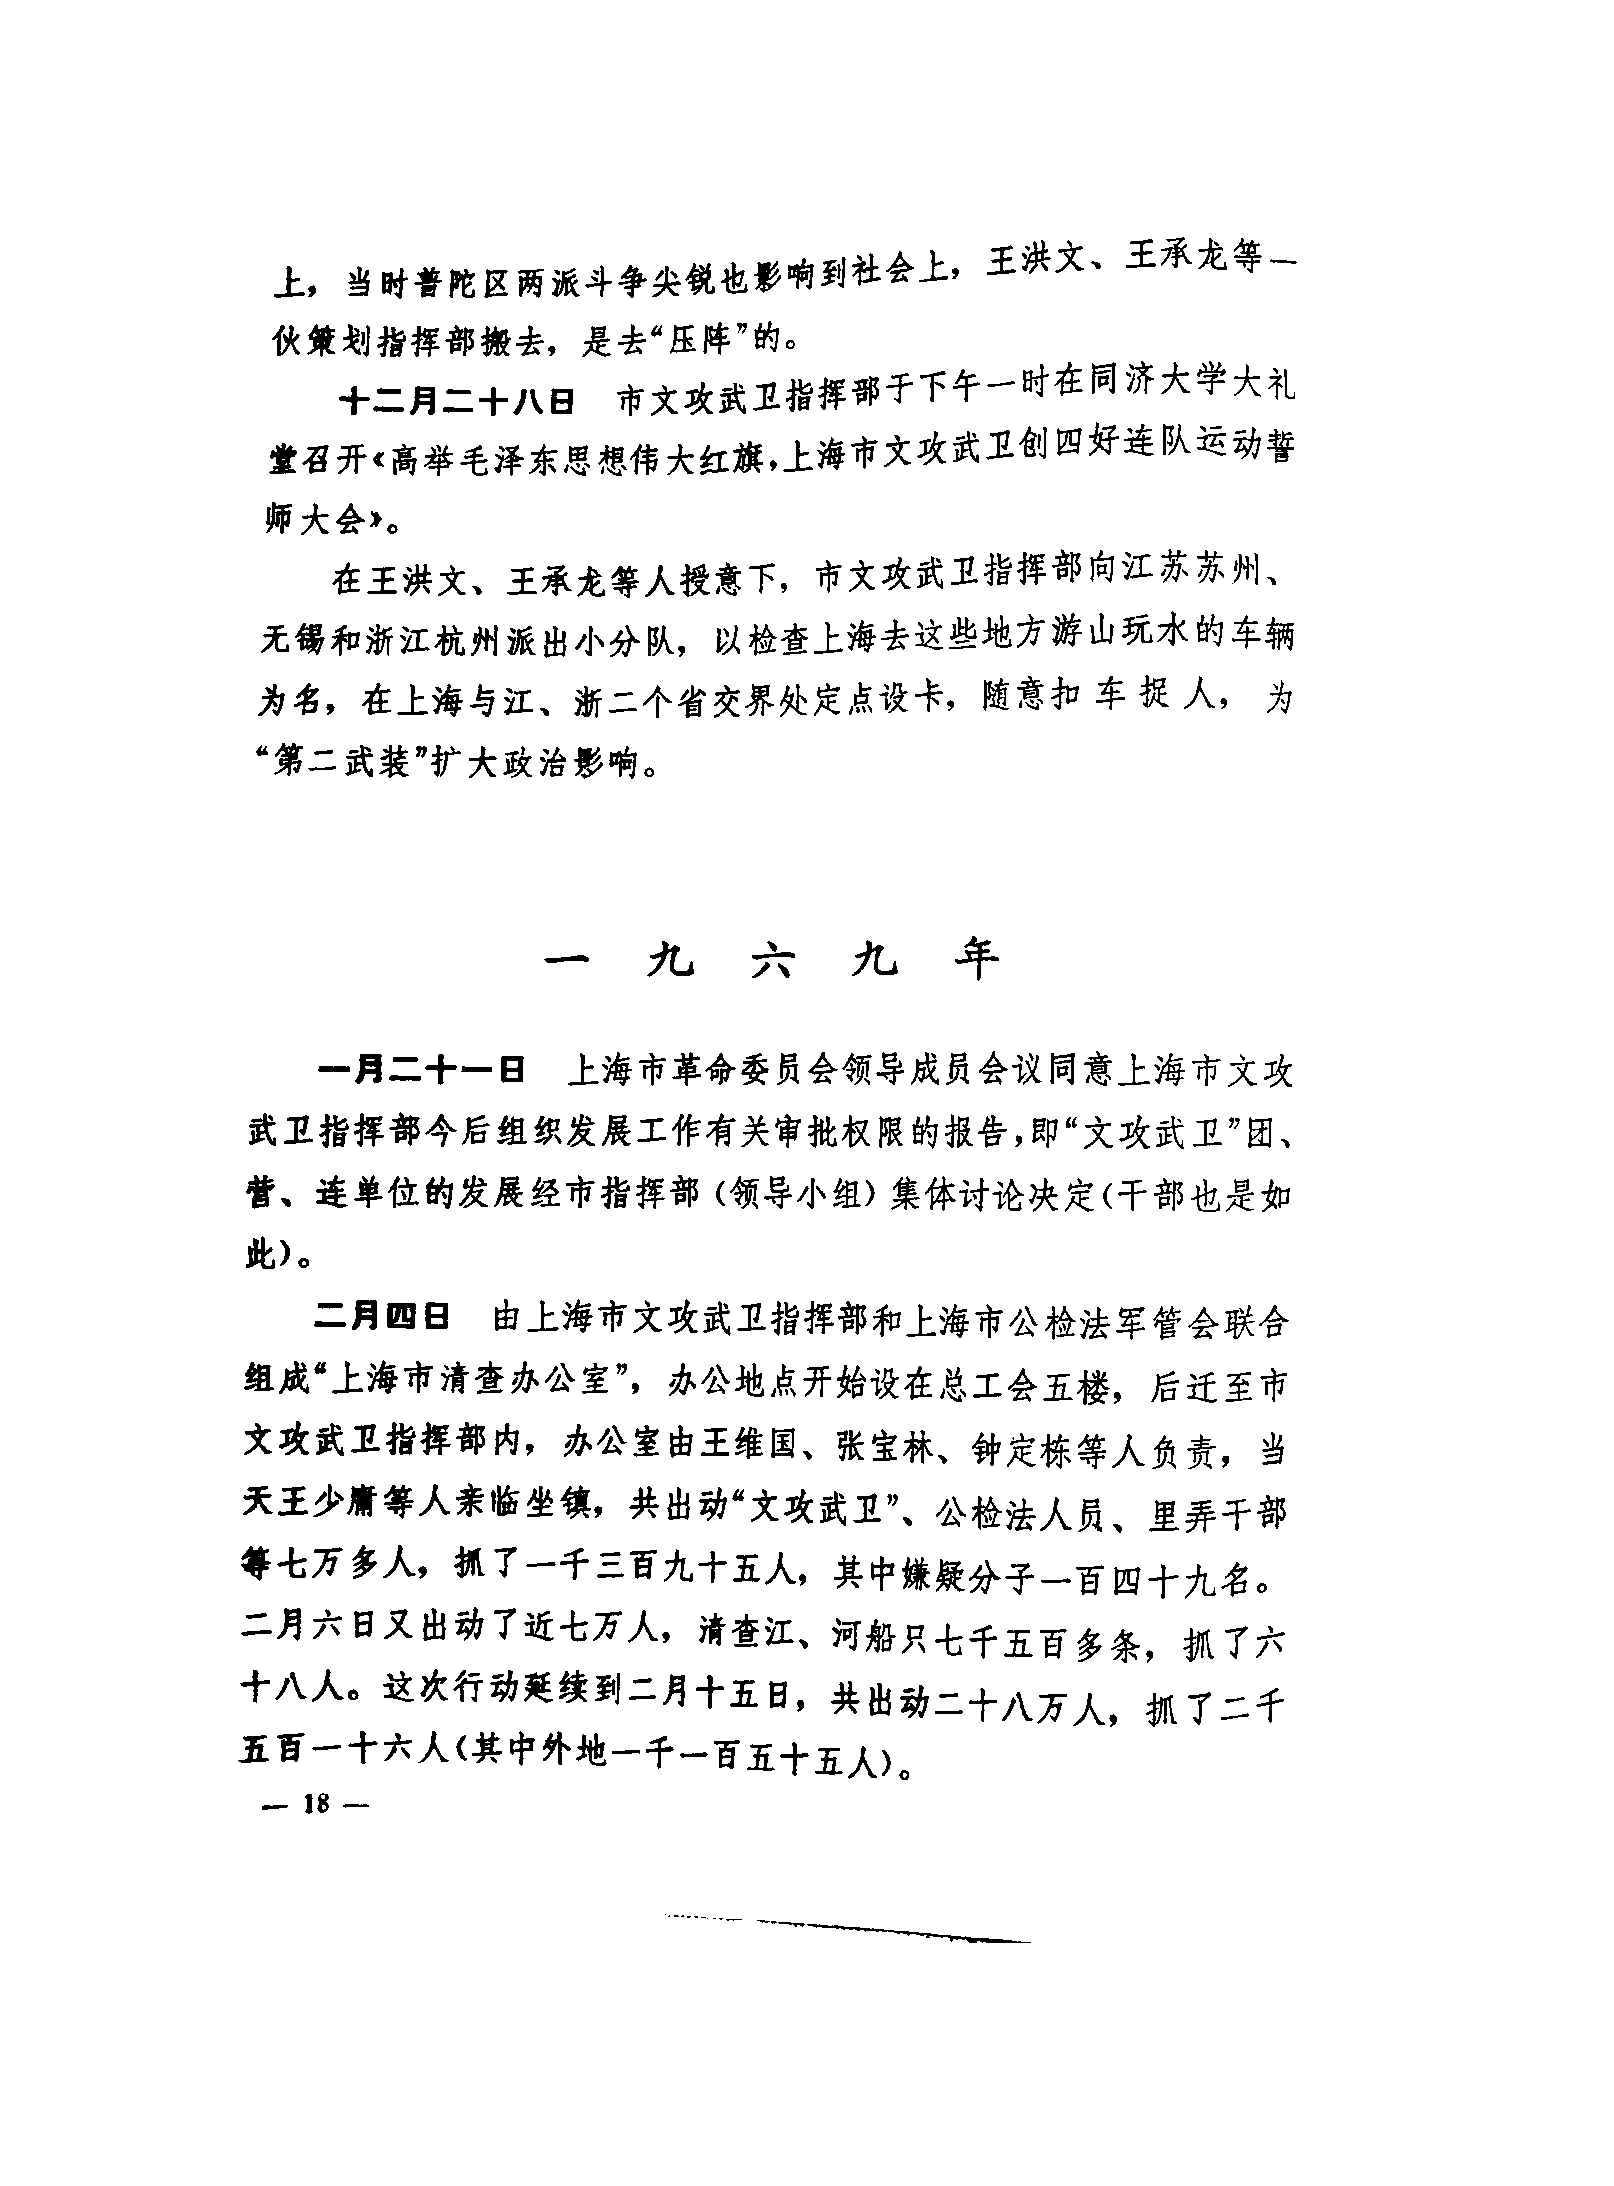 上，当时普陀区两派斗争尖锐也影响到社会上，王洪文、王承龙等一
伙策划指挥部搬去，是去“压阵”的。
十二月二十八日　市文攻武卫指挥部于下午一时在同济大学大礼
堂召开《高举毛泽东思想伟大红旗，上海市文攻武卫创四好连队运动誓
师大会》。
在王洪文、王承龙等人授意下，市文攻武卫指挥部向江苏苏州、
无锡和浙江杭州派出小分队，以检查上海去这些地方游山玩水的车辆
为名，在上海与江、浙二个省交界处定点设卡，随意扣车捉人，为
“第二武装”扩大政治影响。
一九六九年
一月二十一日　上海市革命委员会领导成员会议同意上海市文攻
武卫指挥部今后组织发展工作有关审批权限的报告，即“文攻武卫”团、
营、连单位的发展经市指挥部（领导小组）集体讨论决定（干部也是如
此）。
二月四日　由上海市文攻武卫指挥部和上海市公检法军管会联合
组成“上海市清查办公室”，办公地点开始设在总工会五楼，后迁至市
文攻武卫指挥部内，办公室由王维国、张宝林、钟定栋等人负责，当
天王少庸等人亲临坐镇，共出动“文攻武卫”、公检法人员、里弄干部
等七万多人，抓了一千三百九十五人，其中嫌疑分子一百四十九名。
二月六日又出动了近七万人，清查江、河船只七千五百多条，抓了六
十八人。这次行动延续到二月十五日，共出动二十八万人，抓了二千
五百一十六人（其中外地一千一百五十五人）。
— 18 —